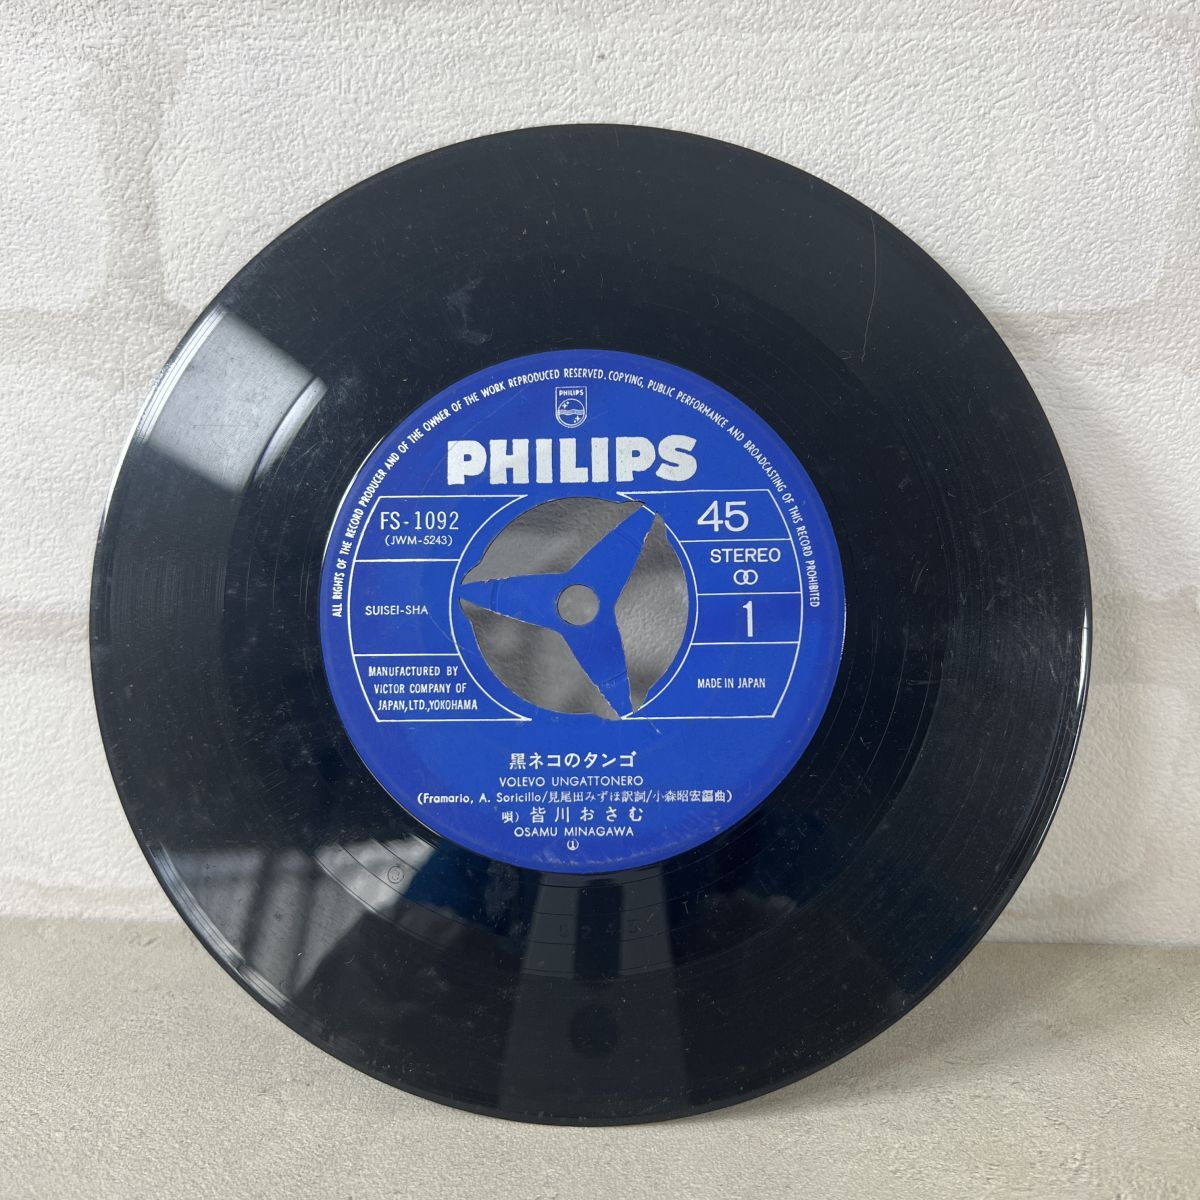 ALL RIGHTS OF THE RECORD PRODUCER AND OF THE OWNER OF THE WORK REPRODUCED RESERVED. COPYING, PUBLIC PERFORMANCE AND BROADCASTING OF THIS RECORD PROHIBITED
PHILIPS
PHILIPS
FS-1092
(JWM-5243)
SUISEI-SHA
MANUFACTURED BY
VICTOR COMPANY OF
JAPAN,LTD.,YOKOHAMA
45
STEREO
1
MADE IN JAPAN
黒ネコのタンゴ
VOLEVO UNGATTONERO
(Framario, A. Soricillo/見尾田みずほ訳詞/小森昭宏編曲)
唄) 皆川おさむ
OSAMU MINAGAWA
①